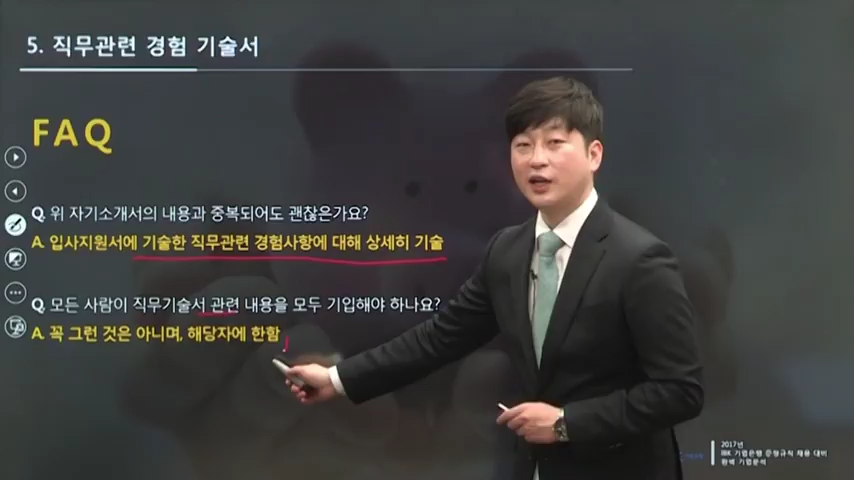 5. 직무관련 경험 기술서
FAQ
Q. 위 자기소개서의 내용과 중복되어도 괜찮은가요?
A. 입사지원서에 기술한 직무관련 경험사항에 대해 상세히 기술
Q. 모든 사람이 직무기술서 관련 내용을 모두 기입해야 하나요?
A. 꼭 그런 것은 아니며, 해당자에 한함
2017년
IBK 기업은행 준정규직 채용 대비
완벽 기업분석